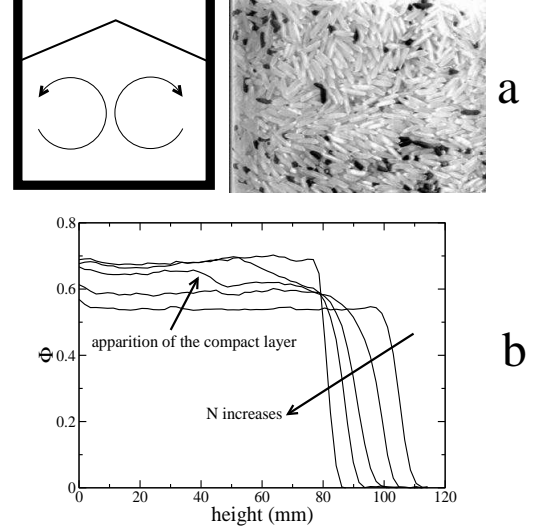 a
0.8
0.6
0.4
0.2
0
Φ
apparition of the compact layer
N increases
b
0 20 40 60 80 100 120
height (mm)